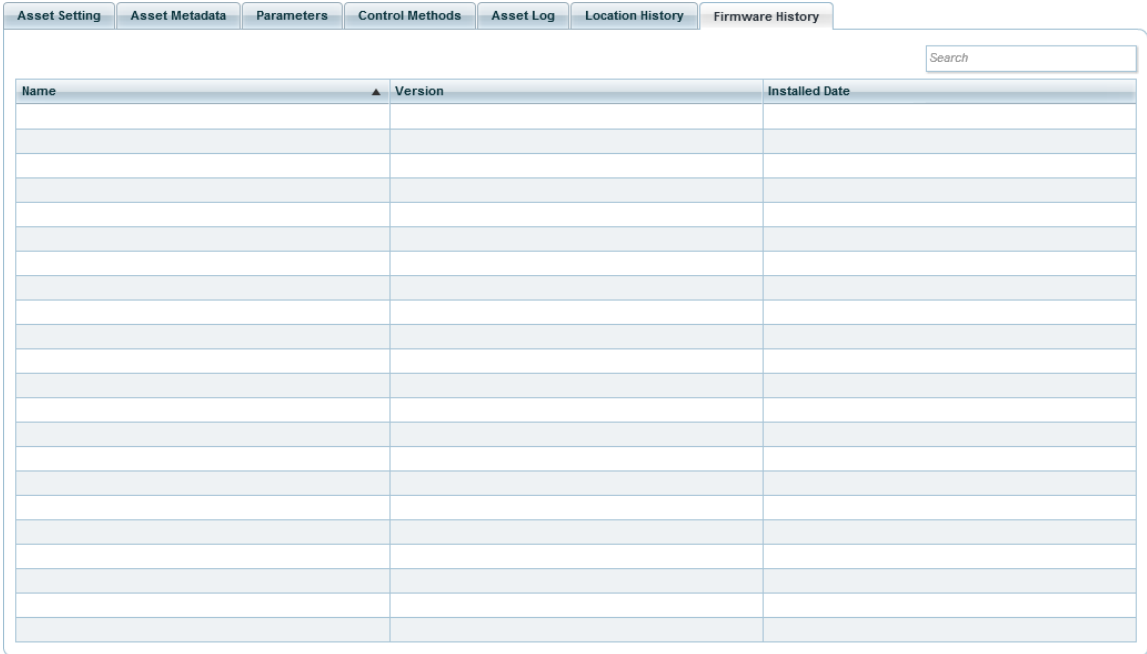 Asset Setting Asset Metadata Parameters Control Methods Asset Log Location History Firmware History
Search
Name Version Installed Date